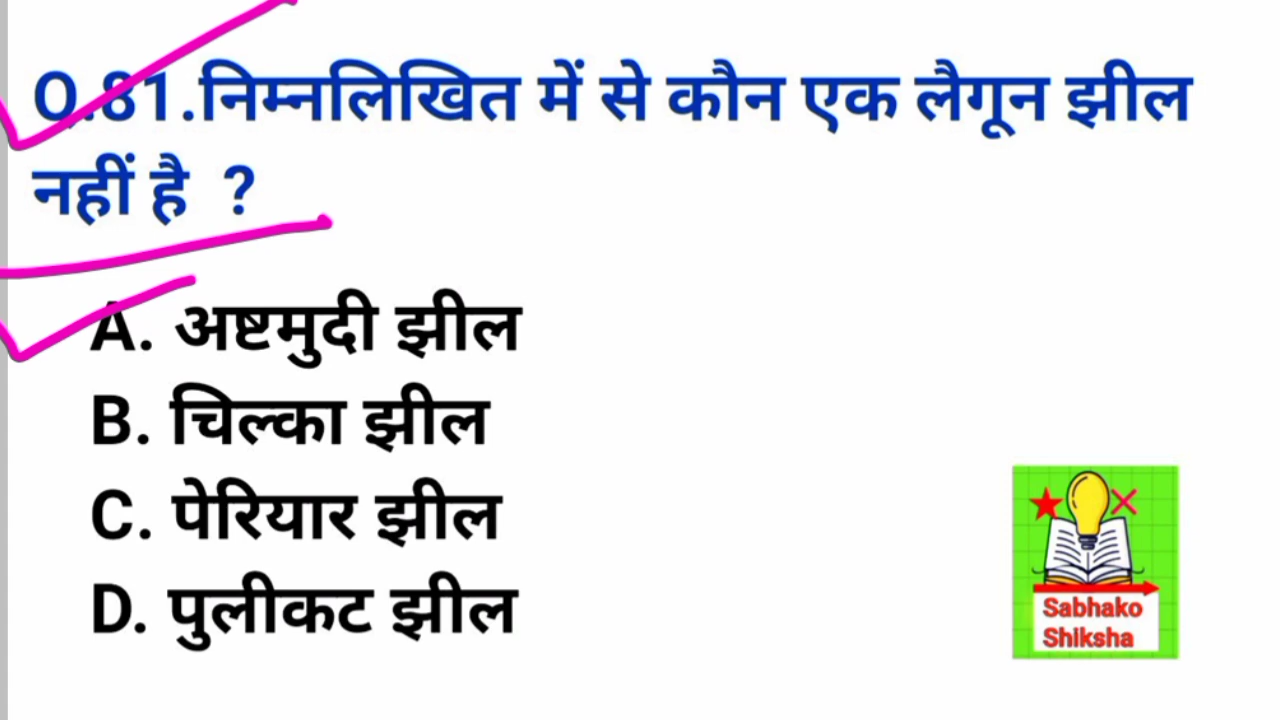 Q.81.निम्नलिखित में से कौन एक लैगून झील
नहीं है ?
A. अष्टमुदी झील
B. चिल्का झील
C. पेरियार झील
D. पुलीकट झील
Sabhako
Shiksha